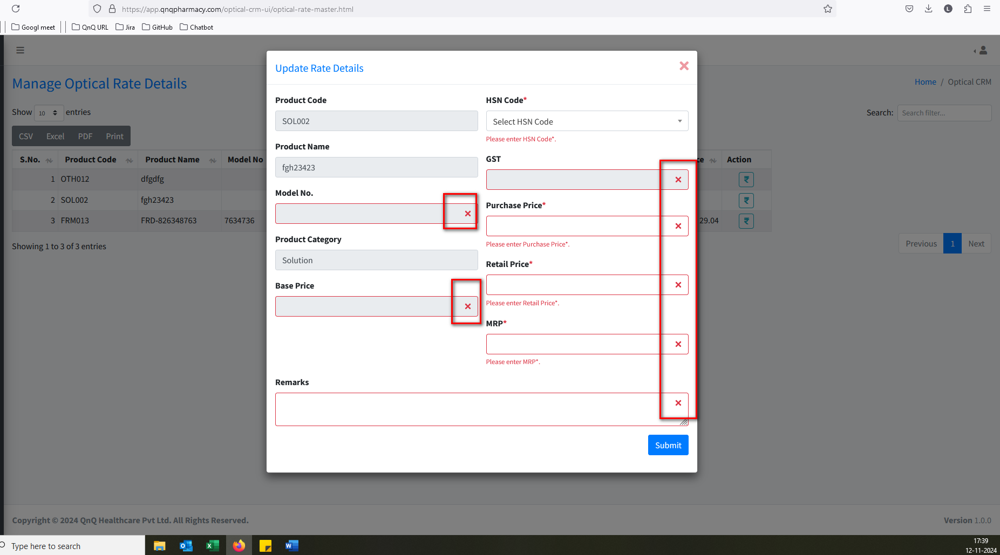 https://app.qnqpharmacy.com/optical-crm-ui/optical-rate-master.html
L
Googl meet
QnQ URL
Jira
GitHub
Chatbot
Manage Optical Rate Details
Home / Optical CRM
Show 10 entries
Search: Search filter...
CSV Excel PDF Print
S.No. Product Code Product Name Model No ce Action
1 OTH012 dfgdfg ₹
2 SOL002 fgh23423 ₹
3 FRM013 FRD-826348763 7634736 29.04 ₹
Showing 1 to 3 of 3 entries
Previous 1 Next
Update Rate Details
Product Code
SOL002
Product Name
fgh23423
Model No.
Product Category
Solution
Base Price
HSN Code*
Select HSN Code
Please enter HSN Code*.
GST
Purchase Price*
Please enter Purchase Price*.
Retail Price*
Please enter Retail Price*.
MRP*
Please enter MRP*.
Remarks
Submit
Copyright © 2024 QnQ Healthcare Pvt Ltd. All Rights Reserved.
Version 1.0.0
Type here to search
17:39
12-11-2024